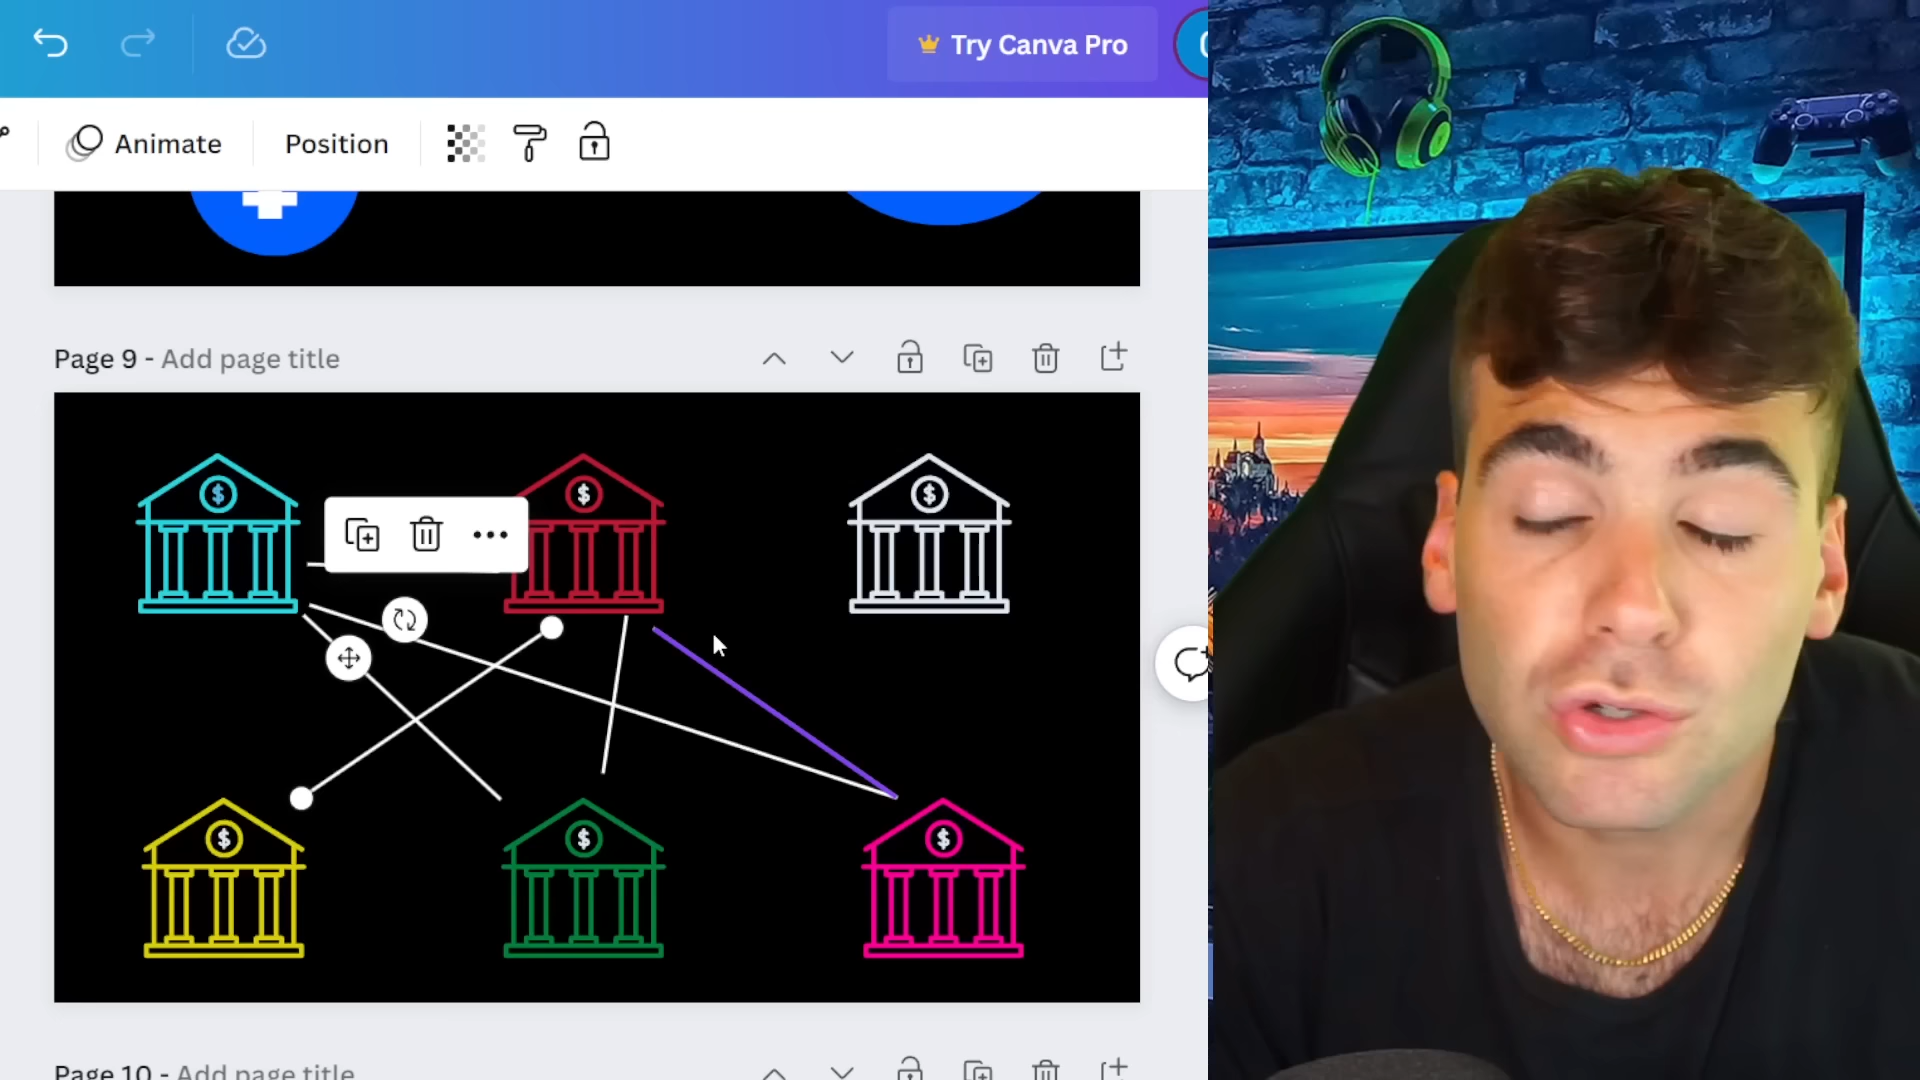 Try Canva Pro
Animate
Position
Page 9 - Add page title
$ $ $
$ $ $
Page 10 - Add page title